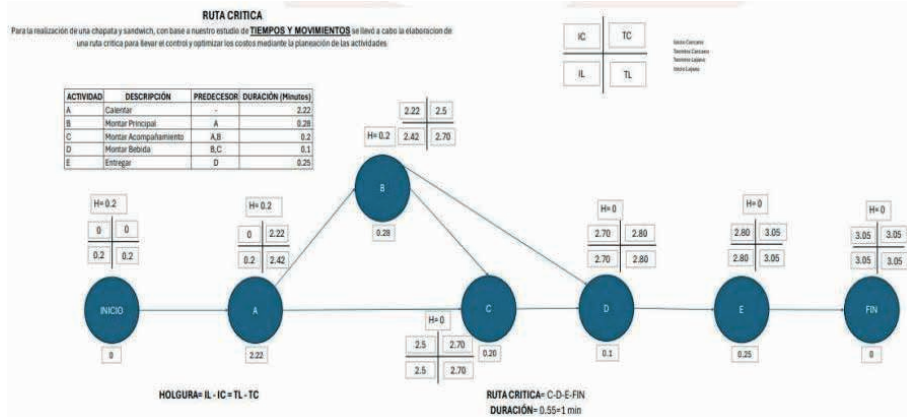 RUTA CRITICA
Para la realización de una chapata y sandwich, con base a nuestro estudio de TIEMPOS Y MOVIMIENTOS se llevó a cabo la elaboracion de
una ruta critica para llevar el control y optimizar los costos mediante la planeación de las actividades
IC TC
IL TL
Inicio Cercano
Termino Cercano
Termino Lejano
Inicio Lejano
ACTIVIDAD DESCRIPCIÓN PREDECESOR DURACIÓN (Minutos)
A Calentar - 2.22
B Montar Principal A 0.28
C Montar Acompañamiento A,B 0.2
D Montar Bebida B,C 0.1
E Entregar D 0.25
2.22 2.5
H= 0.2 2.42 2.70
B
0.28
H= 0.2
0 0
0.2 0.2
INICIO
0
H= 0.2
0 2.22
0.2 2.42
A
2.22
C
0.20
H= 0
2.5 2.70
2.5 2.70
H= 0
2.70 2.80
2.70 2.80
D
0.1
H= 0
2.80 3.05
2.80 3.05
E
0.25
H= 0
3.05 3.05
3.05 3.05
FIN
0
HOLGURA= IL - IC = TL - TC
RUTA CRITICA= C-D-E-FIN
DURACIÓN= 0.55=1 min